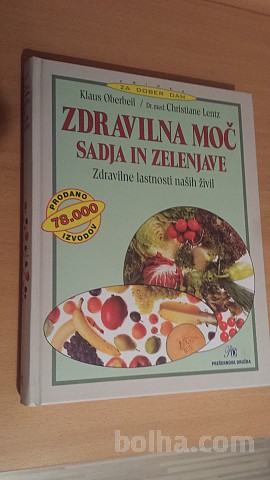 ZBIRKA
ZA DOBER DAN
Klaus Oberbeil / Dr. med. Christiane Lentz
ZDRAVILNA MOČ
SADJA IN ZELENJAVE
Zdravilne lastnosti naših živil
PRODANO
78.000
IZVODOV
PREŠERNOVA DRUŽBA
bolha.com